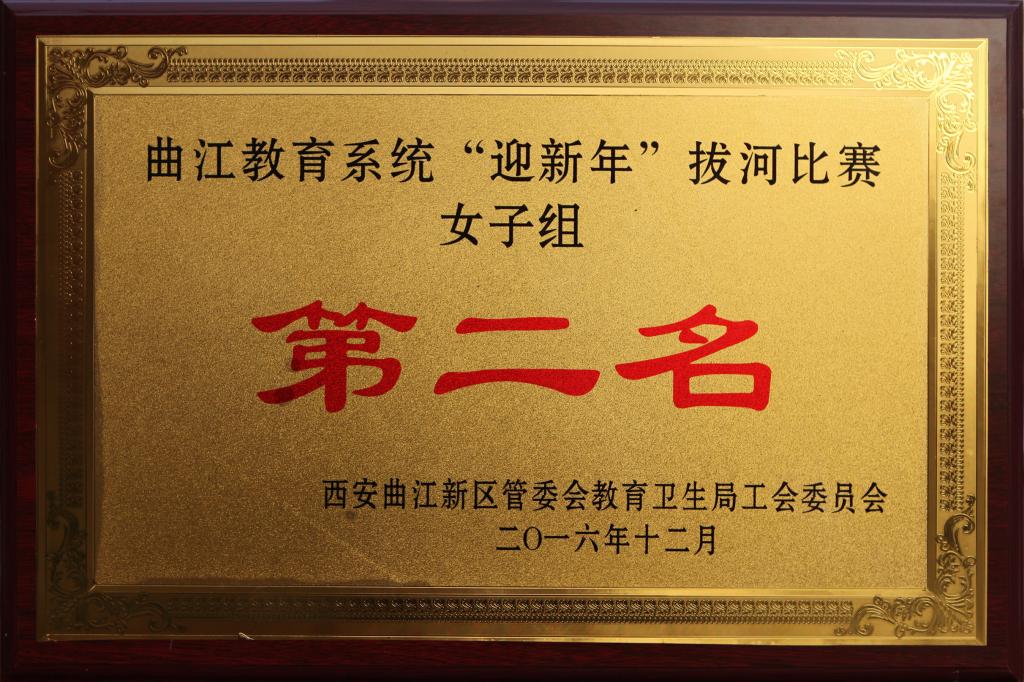 曲江教育系统“迎新年”拔河比赛
女子组
第二名
西安曲江新区管委会教育卫生局工会委员会
二〇一六年十二月